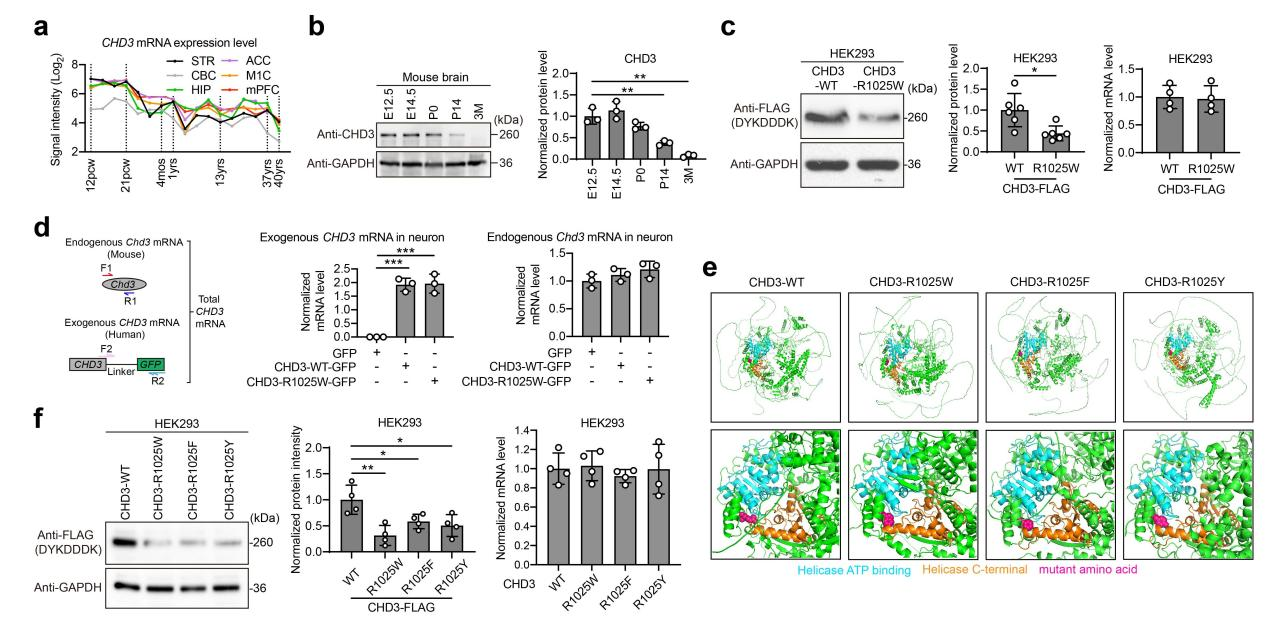 a
CHD3 mRNA expression level
Signal intensity (Log2)
8
6
4
2
STR
CBC
HIP
ACC
M1C
mPFC
12pcw
21pcw
4mos
1yrs
13yrs
37yrs
40yrs
b
Mouse brain
E12.5
E14.5
P0
P14
3M
(kDa)
Anti-CHD3
260
Anti-GAPDH
36
CHD3
Normalized protein level
2.0
1.5
1.0
0.5
0.0
**
**
E12.5
E14.5
P0
P14
3M
c
HEK293
CHD3 -WT
CHD3 -R1025W
(kDa)
Anti-FLAG
(DYKDDDK)
260
Anti-GAPDH
36
HEK293
Normalized protein level
2.0
1.5
1.0
0.5
0.0
*
WT R1025W
CHD3-FLAG
HEK293
Normalized mRNA level
1.5
1.0
0.5
0.0
WT R1025W
CHD3-FLAG
d
Endogenous Chd3 mRNA
(Mouse)
F1
Chd3
R1
Exogenous CHD3 mRNA
(Human)
F2
CHD3
Linker
GFP
R2
Total
CHD3
mRNA
Exogenous CHD3 mRNA in neuron
Normalized
mRNA level
2.5
2.0
1.5
1.0
0.5
0.0
***
***
GFP + - -
CHD3-WT-GFP - + -
CHD3-R1025W-GFP - - +
Endogenous Chd3 mRNA in neuron
Normalized
mRNA level
1.5
1.0
0.5
0.0
GFP + - -
CHD3-WT-GFP - + -
CHD3-R1025W-GFP - - +
e
CHD3-WT
CHD3-R1025W
CHD3-R1025F
CHD3-R1025Y
Helicase ATP binding Helicase C-terminal mutant amino acid
f
HEK293
CHD3-WT
CHD3-R1025W
CHD3-R1025F
CHD3-R1025Y
(kDa)
Anti-FLAG
(DYKDDDK)
-260
Anti-GAPDH
-36
HEK293
Normalized protein intensity
2.0
1.5
1.0
0.5
0.0
*
*
**
WT
R1025W
R1025F
R1025Y
CHD3-FLAG
HEK293
Normalized mRNA level
1.4
1.2
1.0
0.8
0.6
0.4
0.2
0.0
CHD3
WT
R1025W
R1025F
R1025Y